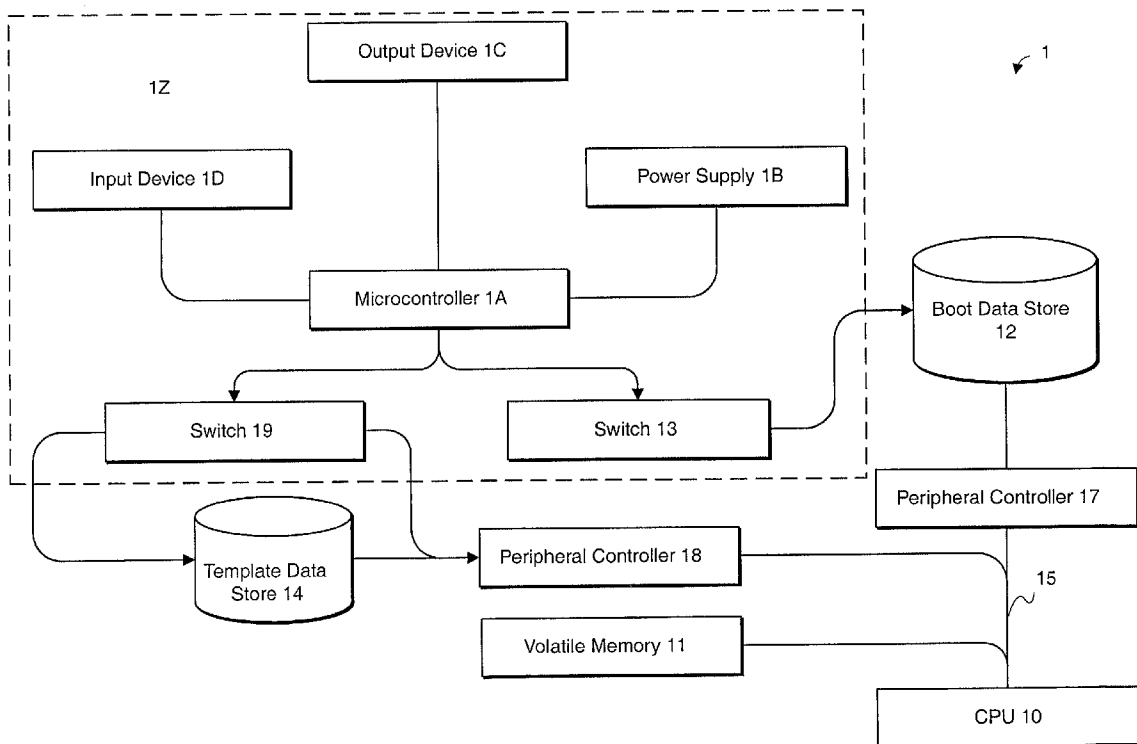 Output Device 1C
1
1Z
Input Device 1D
Power Supply 1B
Microcontroller 1A
Boot Data Store
12
Switch 19
Switch 13
Peripheral Controller 17
Template Data
Store 14
Peripheral Controller 18
15
Volatile Memory 11
CPU 10